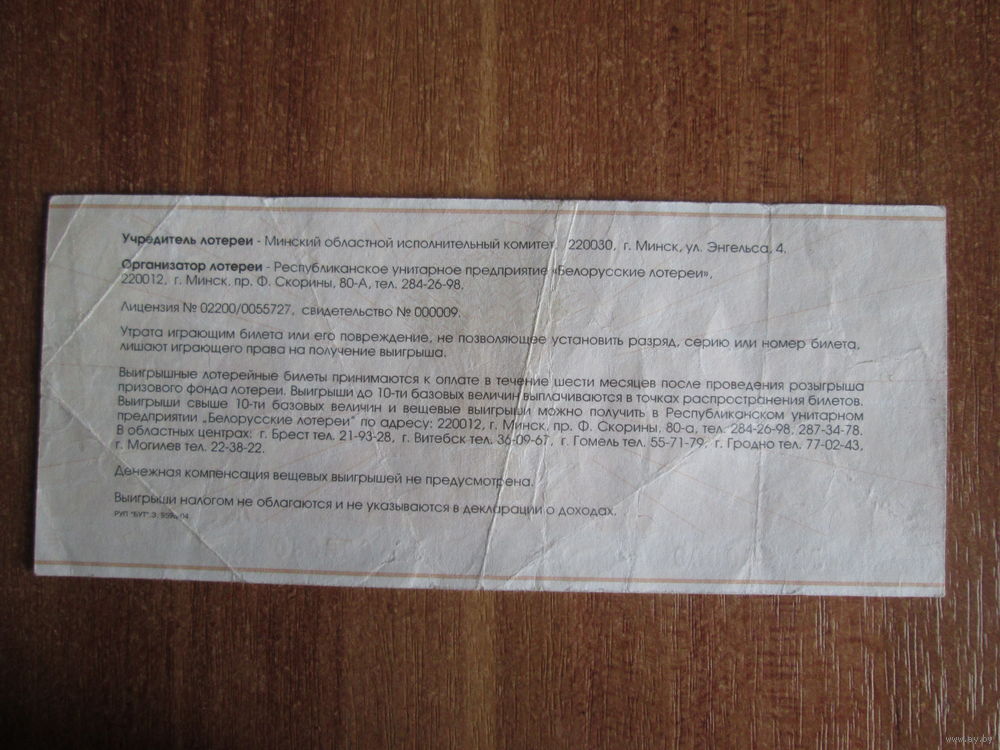 Учредитель лотереи - Минский областной исполнительный комитет, 220030, г. Минск, ул. Энгельса, 4.
Организатор лотереи - Республиканское унитарное предприятие «Белорусские лотереи»,
220012, г. Минск, пр. Ф. Скорины, 80-А, тел. 284-26-98.
Лицензия № 02200/0055727, свидетельство № 000009.
Утрата играющим билета или его повреждение, не позволяющее установить разряд, серию или номер билета,
лишают играющего права на получение выигрыша.
Выигрышные лотерейные билеты принимаются к оплате в течение шести месяцев после проведения розыгрыша
призового фонда лотереи. Выигрыши до 10-ти базовых величин выплачиваются в точках распространения билетов.
Выигрыши свыше 10-ти базовых величин и вещевые выигрыши можно получить в Республиканском унитарном
предприятии „Белорусские лотереи" по адресу: 220012, г. Минск, пр. Ф. Скорины, 80-а, тел. 284-26-98, 287-34-78.
В областных центрах: г. Брест тел. 21-93-28, г. Витебск тел. 36-09-67, г. Гомель тел. 55-71-79, г. Гродно тел. 77-02-43,
г. Могилев тел. 22-38-22.
Денежная компенсация вещевых выигрышей не предусмотрена.
Выигрыши налогом не облагаются и не указываются в декларации о доходах.
РУП "БУТ".З.
www.ay.by